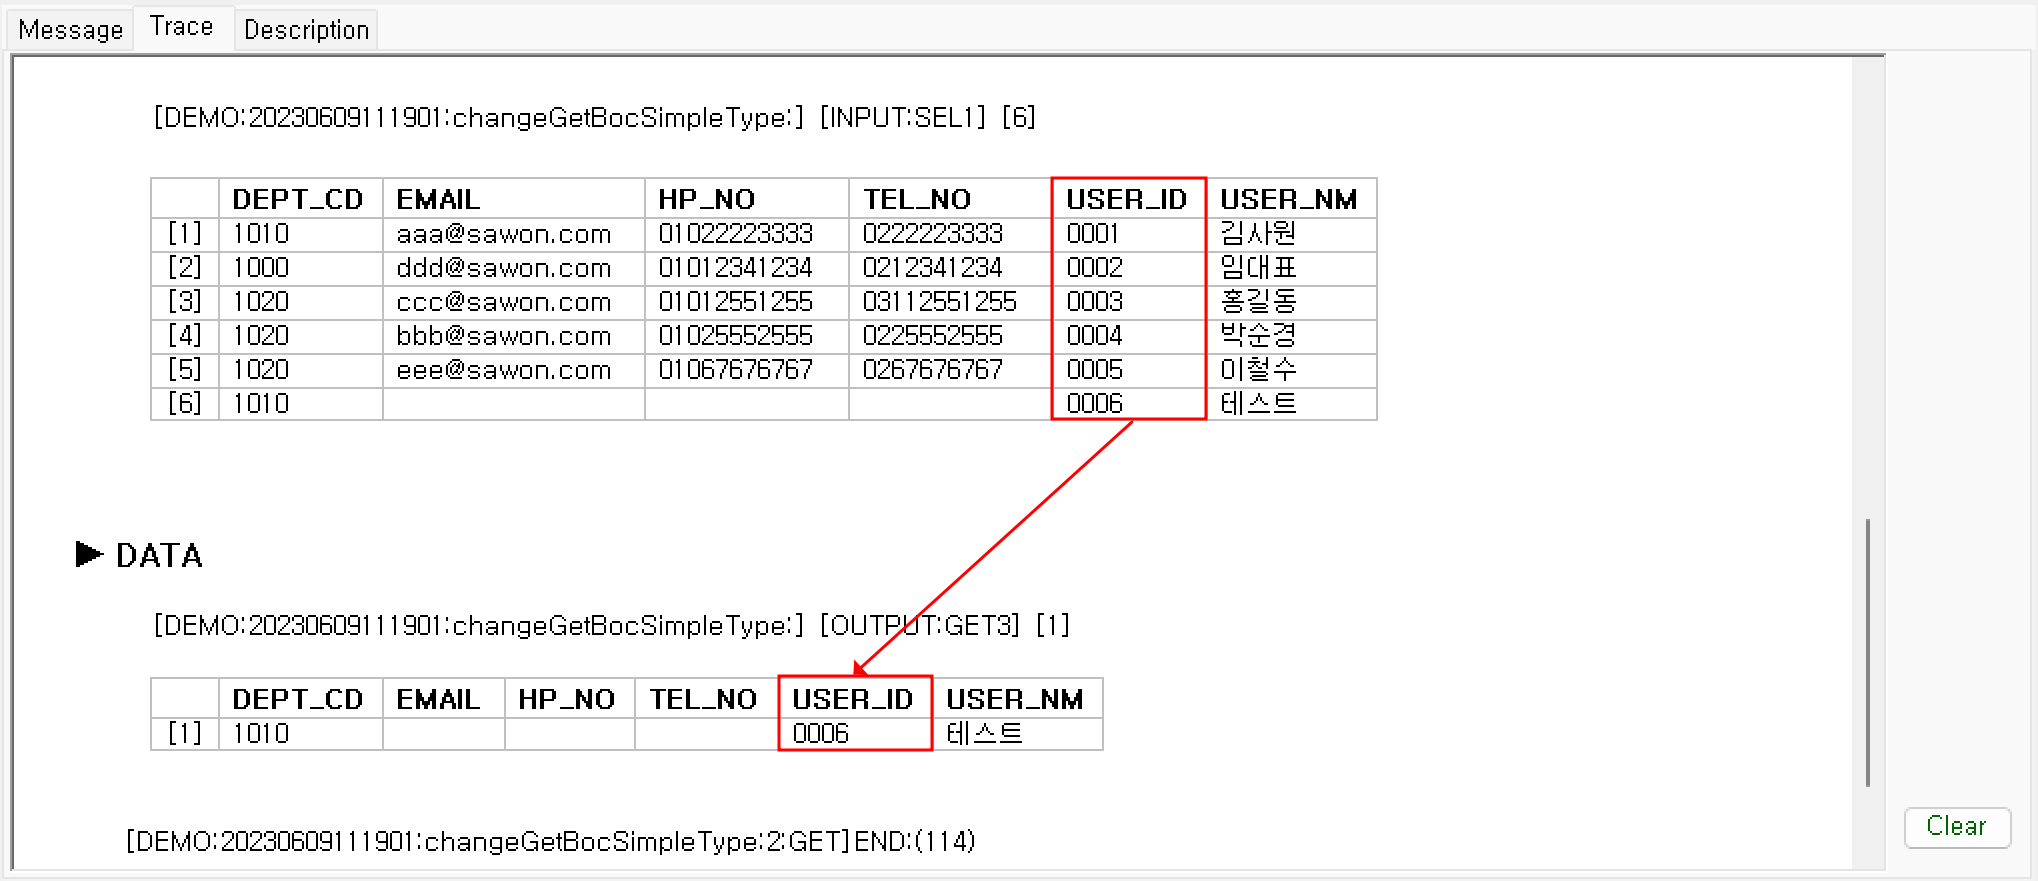 Message Trace Description
[DEMO:20230609111901:changeGetBocSimpleType:] [INPUT:SEL1] [6]
DEPT_CD EMAIL HP_NO TEL_NO USER_ID USER_NM
[1] 1010 aaa@sawon.com 01022223333 0222223333 0001 김사원
[2] 1000 ddd@sawon.com 01012341234 0212341234 0002 임대표
[3] 1020 ccc@sawon.com 01012551255 03112551255 0003 홍길동
[4] 1020 bbb@sawon.com 01025552555 0225552555 0004 박순경
[5] 1020 eee@sawon.com 01067676767 0267676767 0005 이철수
[6] 1010 0006 테스트
▶ DATA
[DEMO:20230609111901:changeGetBocSimpleType:] [OUTPUT:GET3] [1]
DEPT_CD EMAIL HP_NO TEL_NO USER_ID USER_NM
[1] 1010 0006 테스트
[DEMO:20230609111901:changeGetBocSimpleType:2:GET]END:(114)
Clear